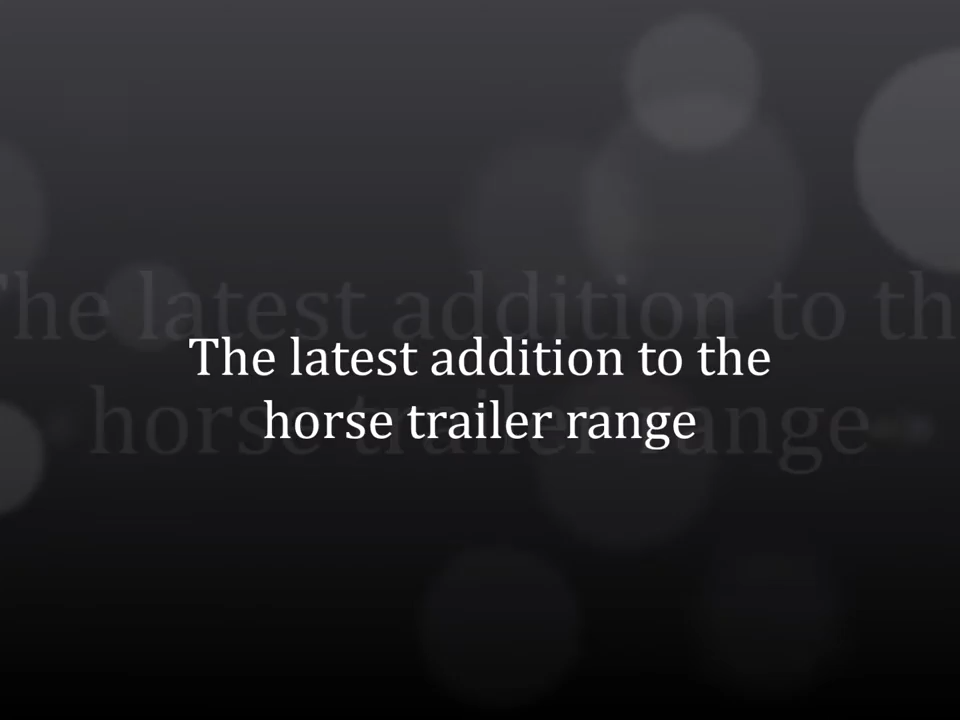 The latest addition to the
horse trailer range